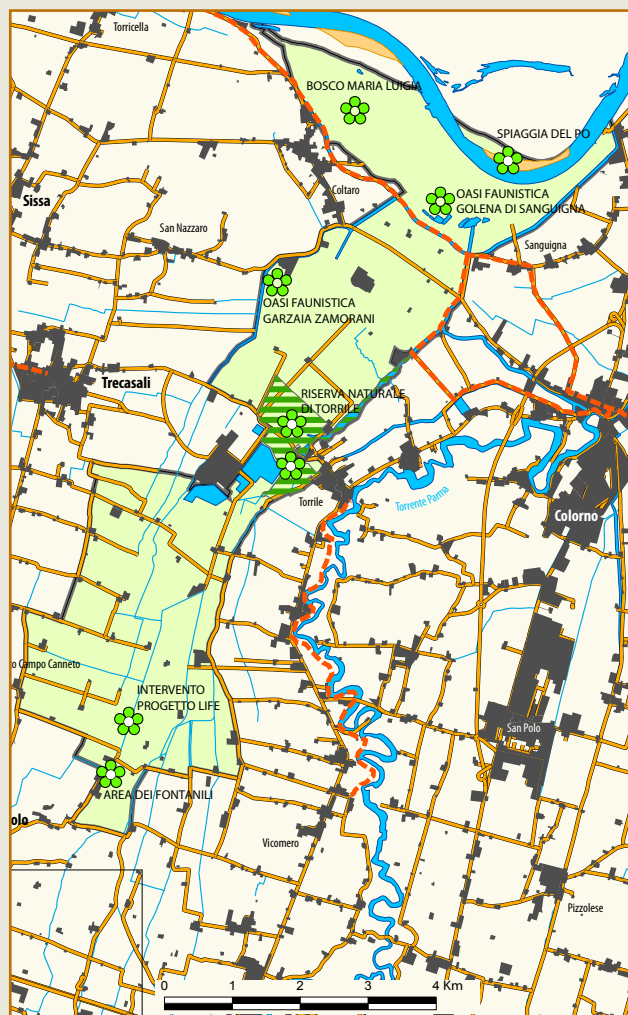 Torricella
BOSCO MARIA LUIGIA
SPIAGGIA DEL PO
Coltaro
OASI FAUNISTICA
GOLENA DI SANGUIGNA
Sissa
San Nazzaro
Sanguigna
OASI FAUNISTICA
GARZAIA ZAMORANI
Trecasali
RISERVA NATURALE
DI TORRILE
Torrile
Torrente Parma
Colorno
o Campo Canneto
INTERVENTO
PROGETTO LIFE
San Polo
AREA DEI FONTANILI
olo
Vicomero
Pizzolese
0 1 2 3 4 Km